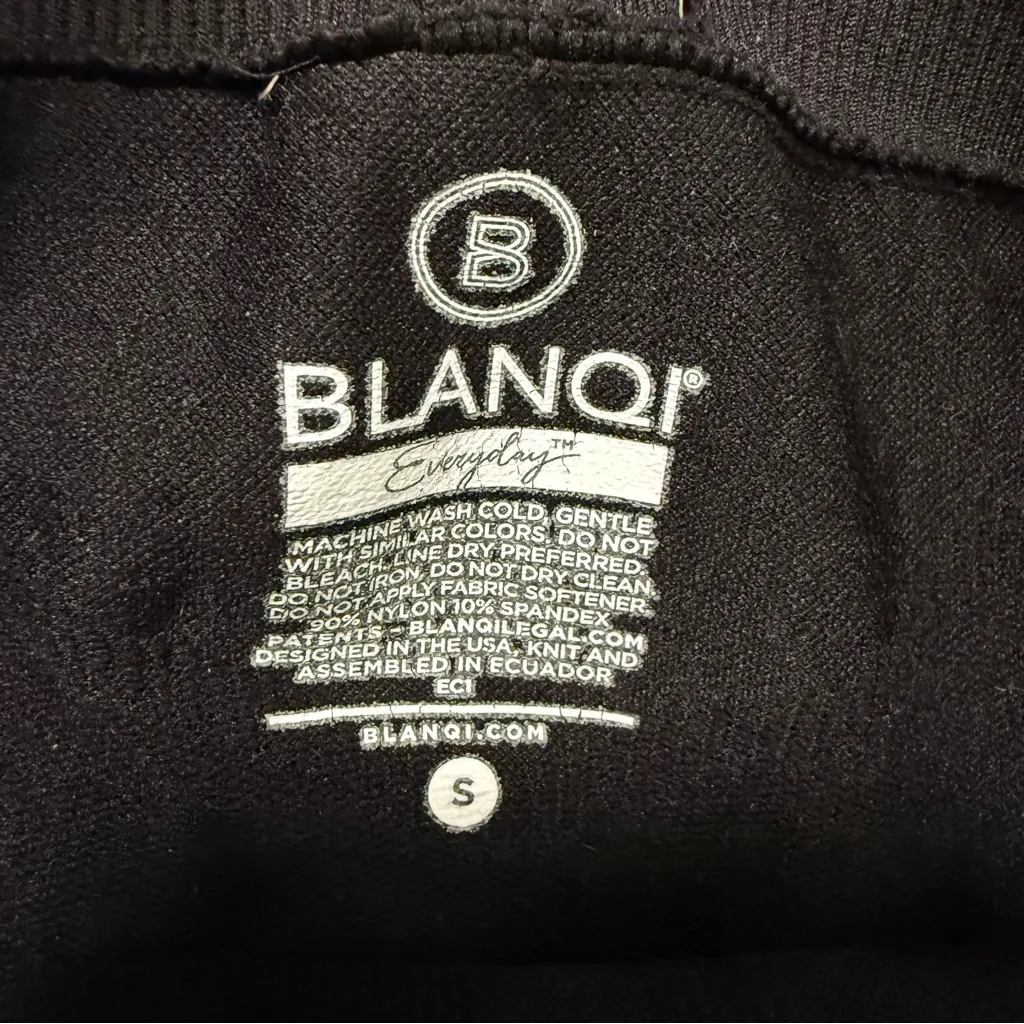 B
BLANQI®
Everyday™
MACHINE WASH COLD, GENTLE
WITH SIMILAR COLORS. DO NOT
BLEACH. LINE DRY PREFERRED.
DO NOT IRON. DO NOT DRY CLEAN.
DO NOT APPLY FABRIC SOFTENER.
90% NYLON 10% SPANDEX
PATENTS - BLANQILEGAL.COM
DESIGNED IN THE USA. KNIT AND
ASSEMBLED IN ECUADOR
ECI
BLANQI.COM
S